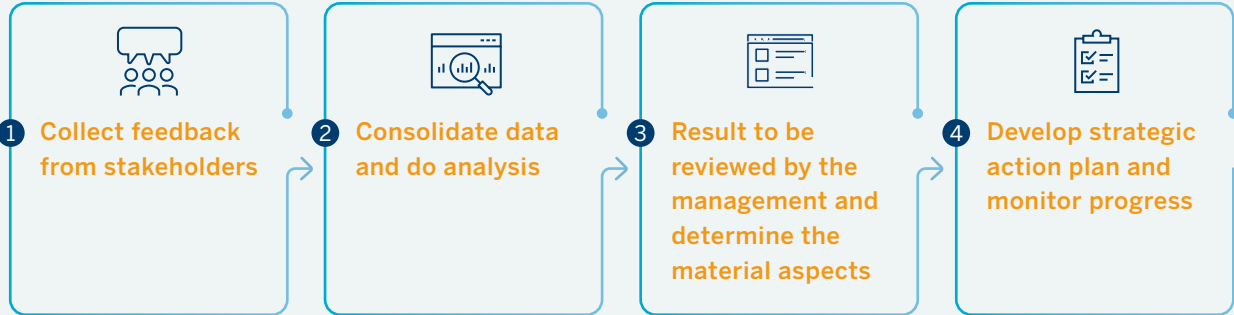 1
Collect feedback
from stakeholders
2
Consolidate data
and do analysis
3
Result to be
reviewed by the
management and
determine the
material aspects
4
Develop strategic
action plan and
monitor progress